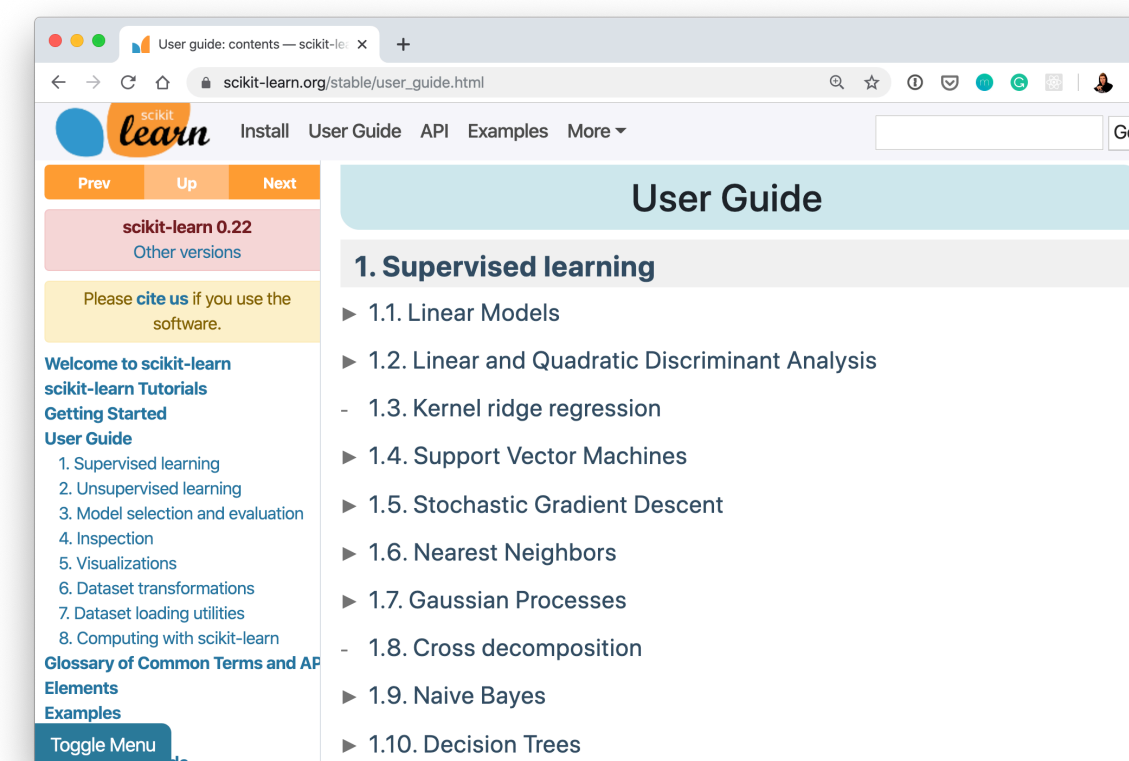 User guide: contents — scikit-le
scikit-learn.org/stable/user_guide.html
scikit
learn
Install User Guide API Examples More
Prev Up Next
scikit-learn 0.22
Other versions
Please cite us if you use the
software.
Welcome to scikit-learn
scikit-learn Tutorials
Getting Started
User Guide
1. Supervised learning
2. Unsupervised learning
3. Model selection and evaluation
4. Inspection
5. Visualizations
6. Dataset transformations
7. Dataset loading utilities
8. Computing with scikit-learn
Glossary of Common Terms and AP
Elements
Examples
Toggle Menu
User Guide
1. Supervised learning
1.1. Linear Models
1.2. Linear and Quadratic Discriminant Analysis
- 1.3. Kernel ridge regression
1.4. Support Vector Machines
1.5. Stochastic Gradient Descent
1.6. Nearest Neighbors
1.7. Gaussian Processes
- 1.8. Cross decomposition
1.9. Naive Bayes
1.10. Decision Trees